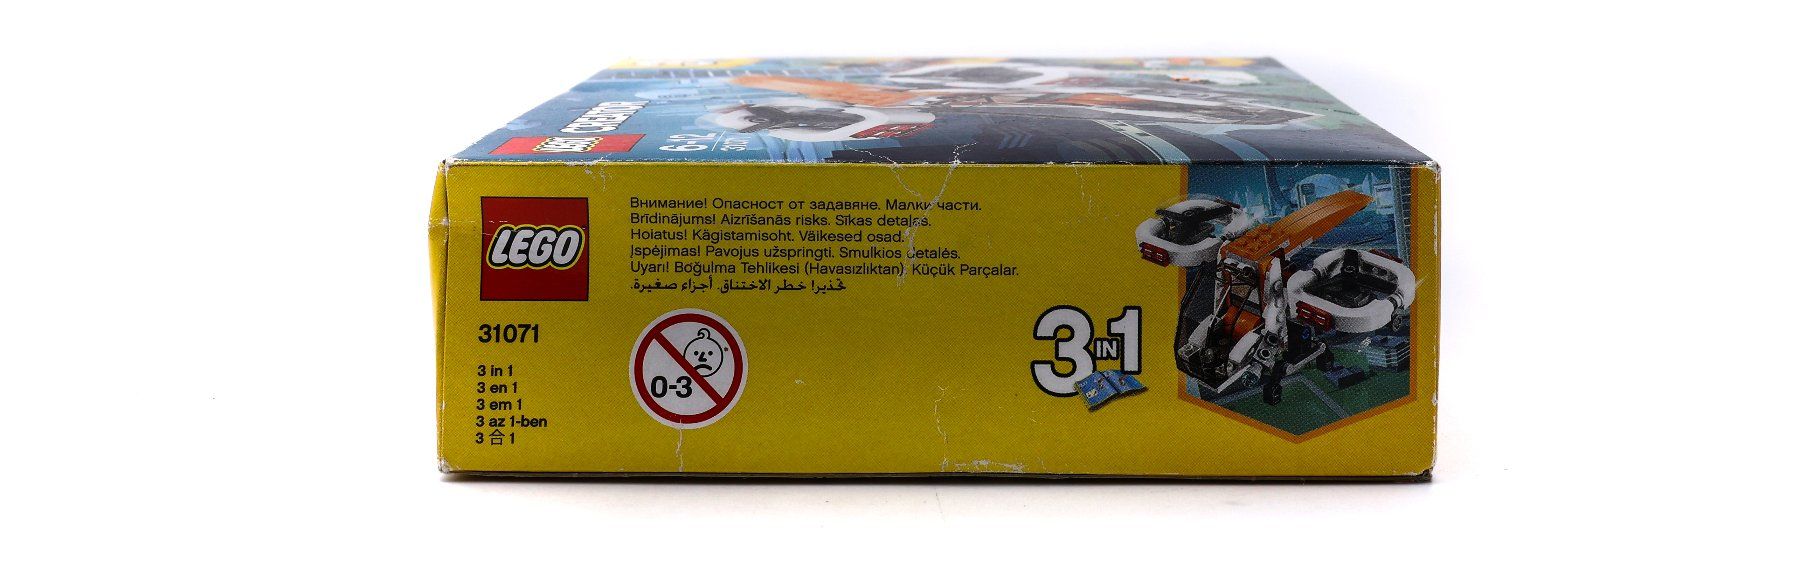 LEGO CREATOR
6-12
3107
LEGO
Внимание! Опасност от задавяне. Малки части.
Brīdinājums! Aizrīšanās risks. Sīkas detaļas.
Hoiatus! Kägistamisoht. Väikesed osad.
Įspėjimas! Pavojus užspringti. Smulkios detalės.
Uyarı! Boğulma Tehlikesi (Havasızlıktan) Küçük Parçalar.
تحذير! خطر الاختناق. أجزاء صغيرة.
31071
3 in 1
3 en 1
3 em 1
3 az 1-ben
3 合 1
0-3
3 IN 1